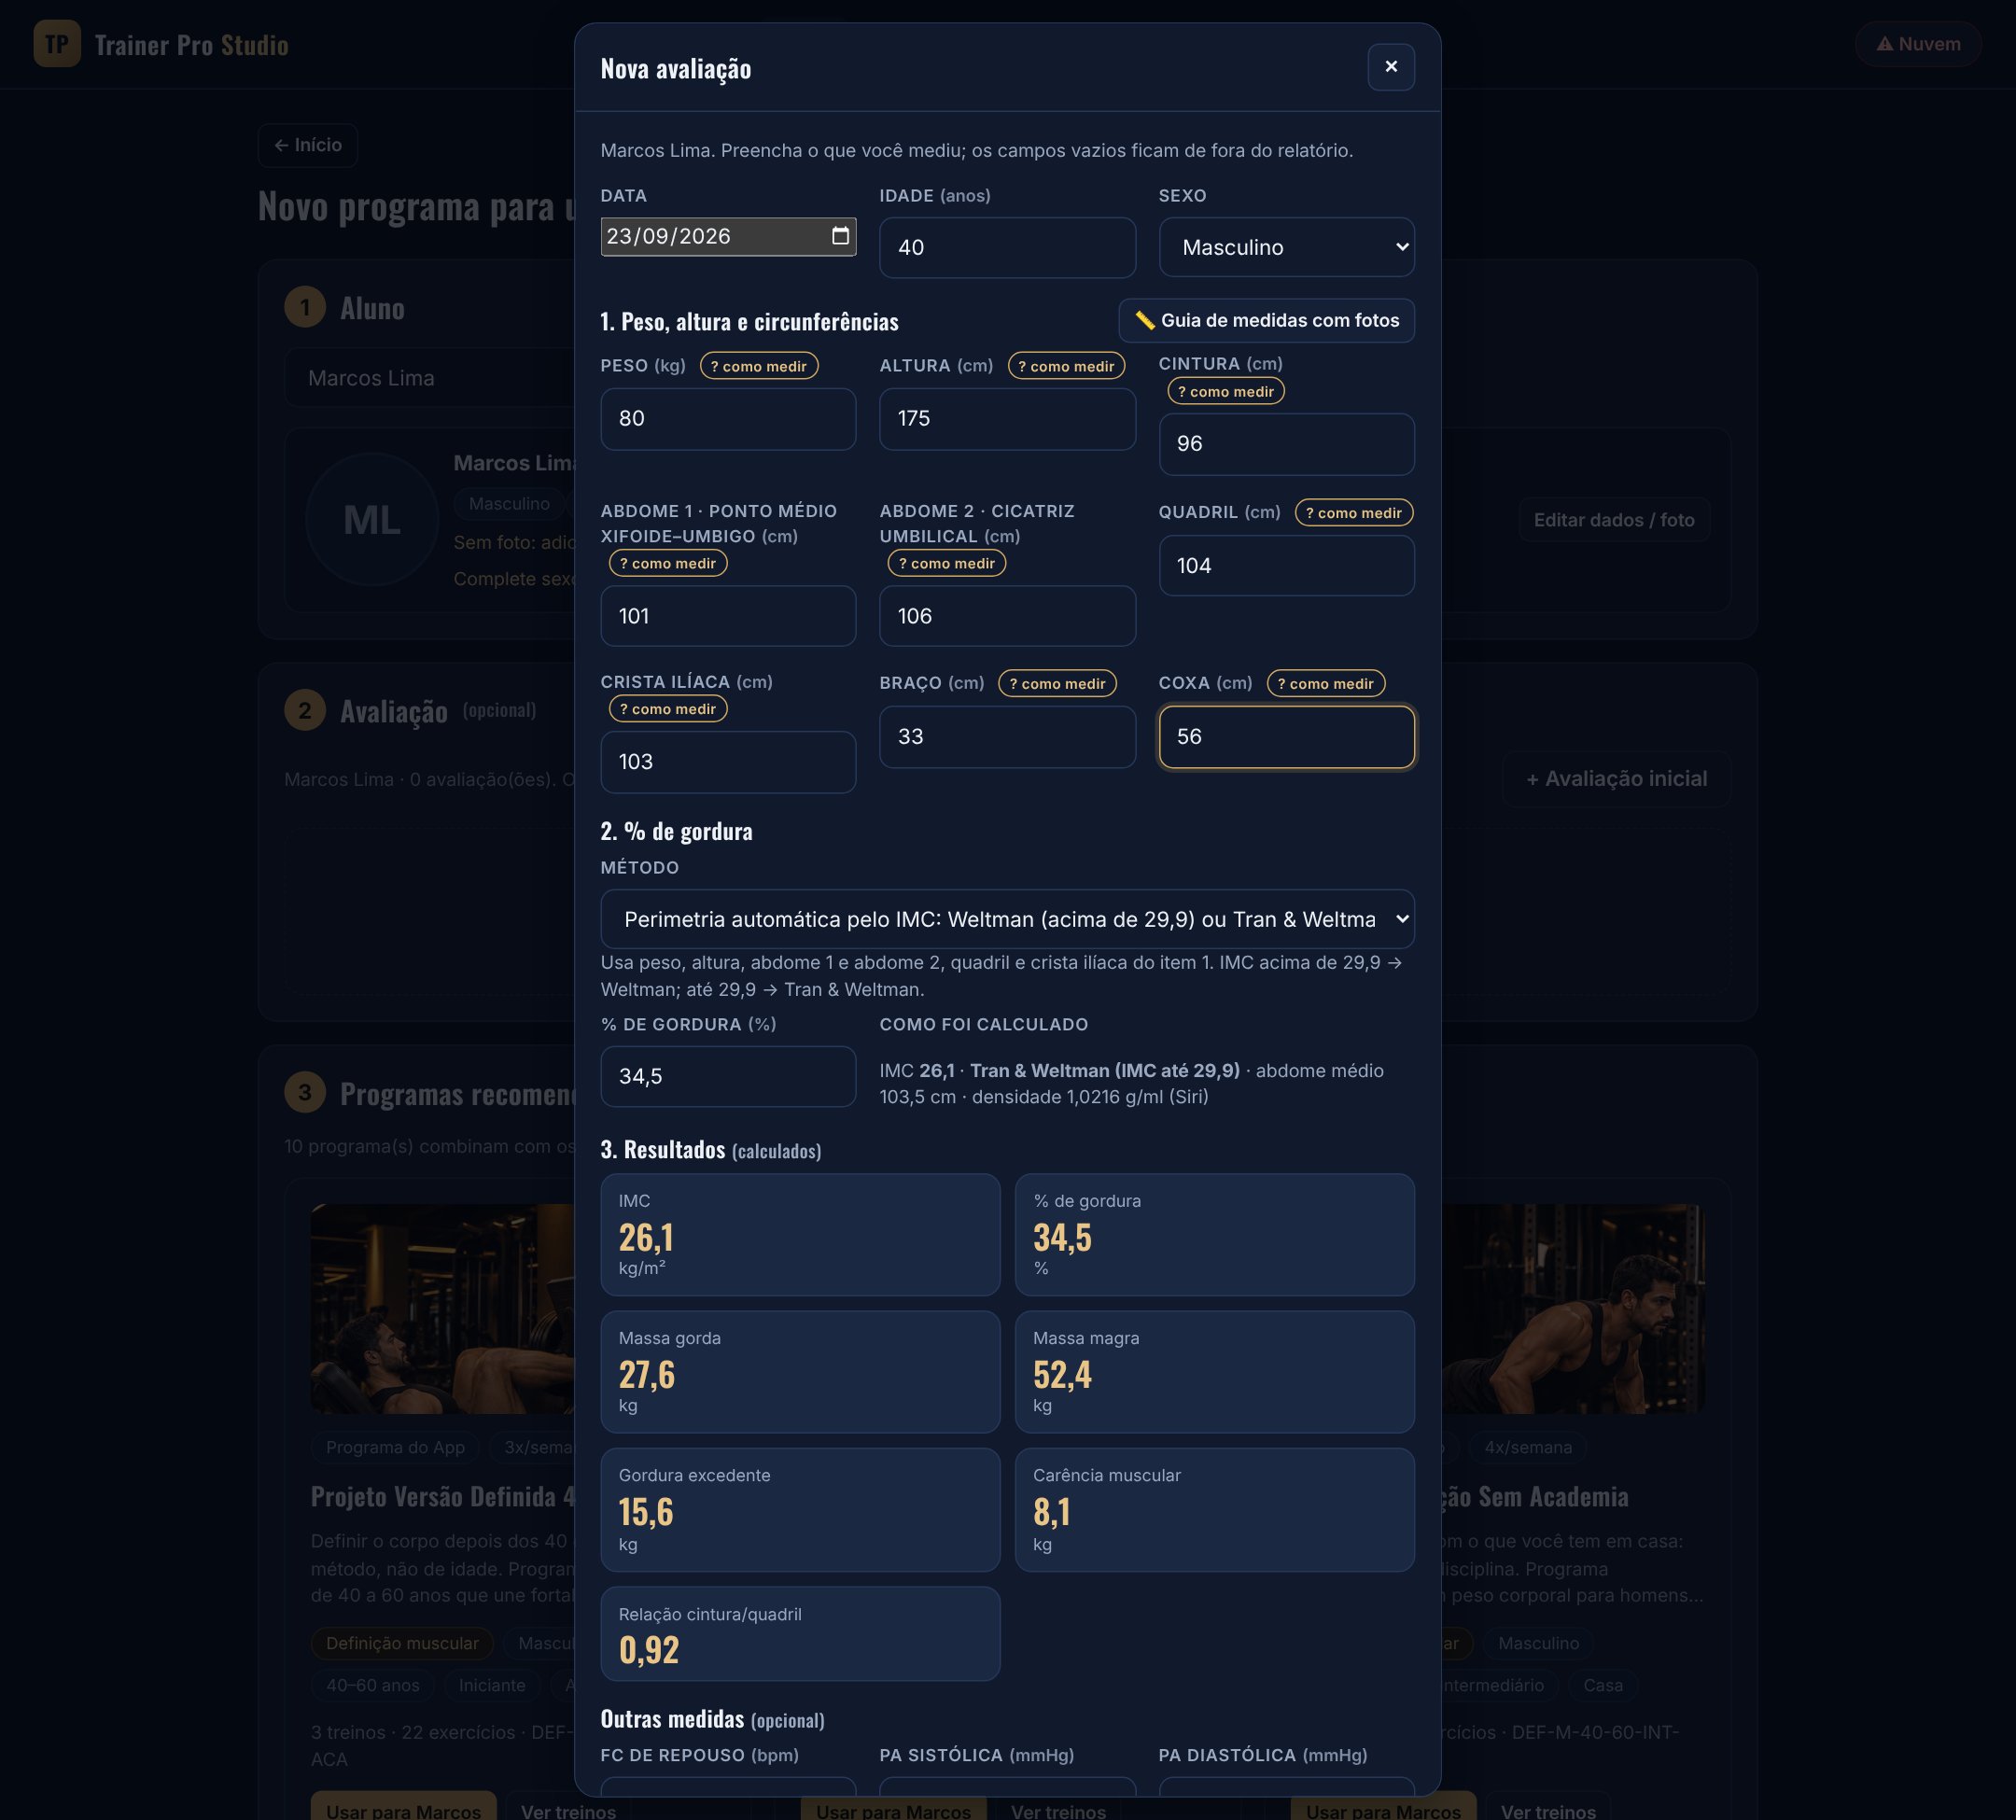 TP Trainer Pro Studio
⚠ Nuvem
← Início
Novo programa para u
1 Aluno
Marcos Lima
ML
Marcos Lim
Masculino
Sem foto: adic
Complete sexo
Editar dados / foto
2 Avaliação (opcional)
Marcos Lima · 0 avaliação(ões). O
+ Avaliação inicial
3 Programas recomen
10 programa(s) combinam com os
Programa do App
3x/sema
Projeto Versão Definida 4
Definir o corpo depois dos 40
método, não de idade. Program
de 40 a 60 anos que une fortal
Definição muscular
Mascul
40–60 anos
Iniciante
A
3 treinos · 22 exercícios · DEF-
ACA
Usar para Marcos
Ver treinos
Usar para Marcos
Ver treinos
4x/semana
ção Sem Academia
om o que você tem em casa:
disciplina. Programa
peso corporal para homens...
ar
Masculino
ntermediário
Casa
rcícios · DEF-M-40-60-INT-
Usar para Marcos
Ver treinos
Nova avaliação
×
Marcos Lima. Preencha o que você mediu; os campos vazios ficam de fora do relatório.
DATA
23/09/2026
IDADE (anos)
40
SEXO
Masculino
1. Peso, altura e circunferências
📏 Guia de medidas com fotos
PESO (kg) ? como medir
80
ALTURA (cm) ? como medir
175
CINTURA (cm)
? como medir
96
ABDOME 1 · PONTO MÉDIO
XIFOIDE–UMBIGO (cm)
? como medir
101
ABDOME 2 · CICATRIZ
UMBILICAL (cm)
? como medir
106
QUADRIL (cm) ? como medir
104
CRISTA ILÍACA (cm)
? como medir
103
BRAÇO (cm) ? como medir
33
COXA (cm) ? como medir
56
2. % de gordura
MÉTODO
Perimetria automática pelo IMC: Weltman (acima de 29,9) ou Tran & Weltma
Usa peso, altura, abdome 1 e abdome 2, quadril e crista ilíaca do item 1. IMC acima de 29,9 →
Weltman; até 29,9 → Tran & Weltman.
% DE GORDURA (%)
34,5
COMO FOI CALCULADO
IMC 26,1 · Tran & Weltman (IMC até 29,9) · abdome médio
103,5 cm · densidade 1,0216 g/ml (Siri)
3. Resultados (calculados)
IMC
26,1
kg/m²
% de gordura
34,5
%
Massa gorda
27,6
kg
Massa magra
52,4
kg
Gordura excedente
15,6
kg
Carência muscular
8,1
kg
Relação cintura/quadril
0,92
Outras medidas (opcional)
FC DE REPOUSO (bpm)
PA SISTÓLICA (mmHg)
PA DIASTÓLICA (mmHg)